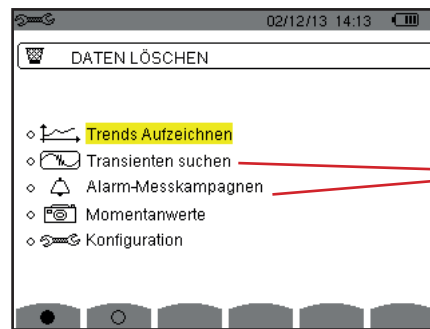 02/12/13 14:13
DATEN LÖSCHEN
Trends Aufzeichnen
Transienten suchen
Alarm-Messkampagnen
Momentanwerte
Konfiguration